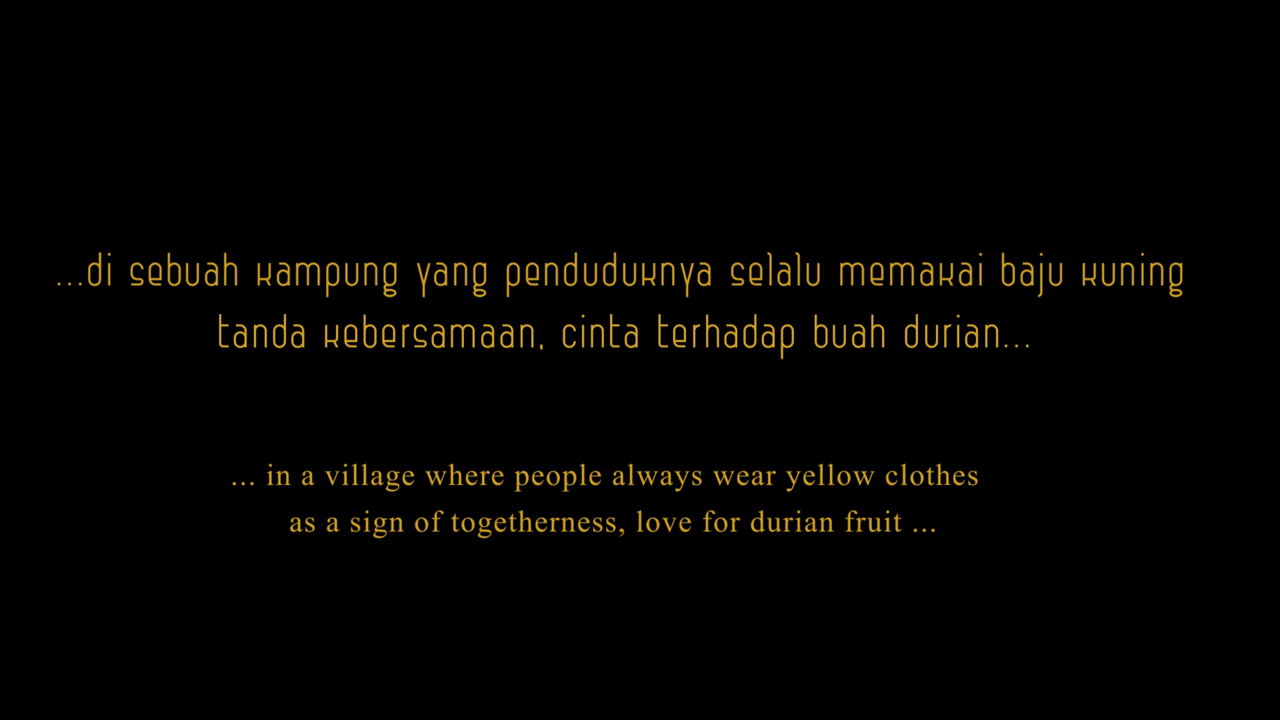 ...di sebuah kampung yang penduduknya selalu memakai baju kuning
tanda kebersamaan, cinta terhadap buah durian...
... in a village where people always wear yellow clothes
as a sign of togetherness, love for durian fruit ...